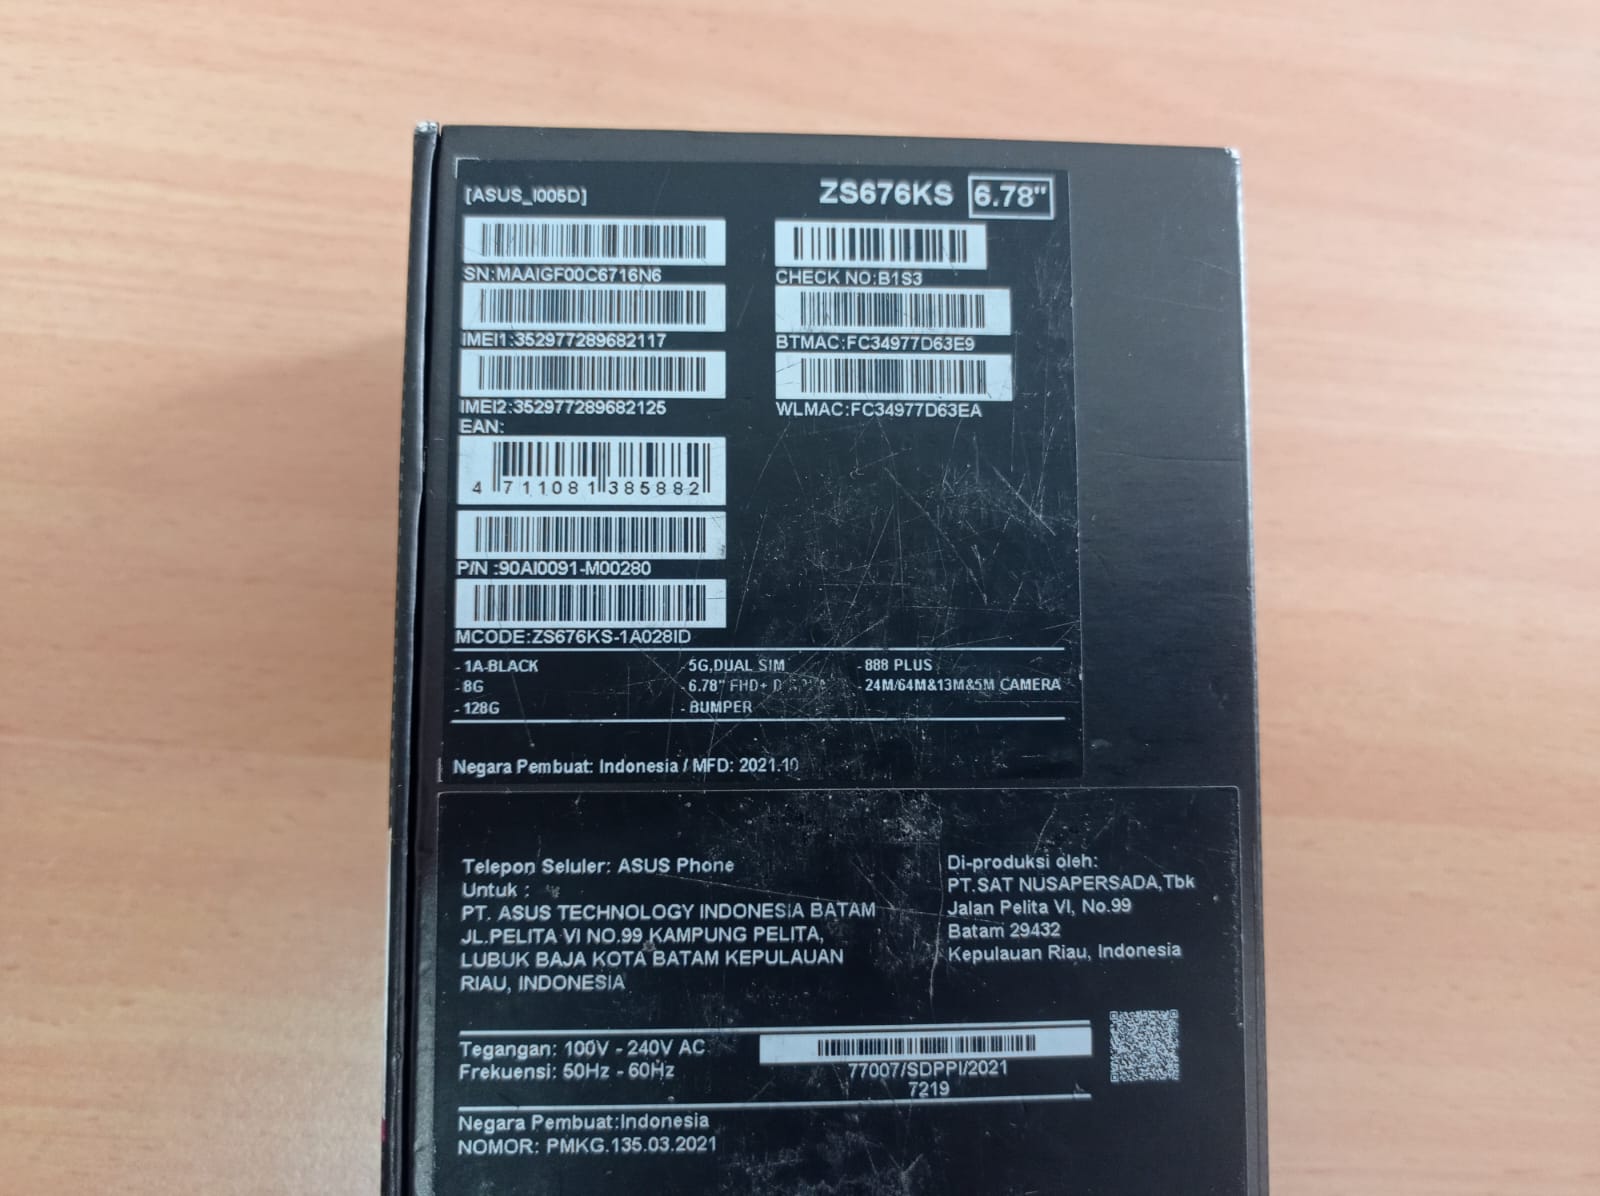 [ASUS_I005D]
ZS676KS 6.78"
SN:MAAIGF00C6716N6
CHECK NO:B1S3
IMEI1:352977289682117
BTMAC:FC34977D63E9
IMEI2:352977289682125
WLMAC:FC34977D63EA
EAN:
4 711081 385882
P/N :90AI0091-M00280
MCODE:ZS676KS-1A028ID
- 1A-BLACK
- 8G
- 128G
- 5G,DUAL SIM
- 6.78" FHD+
- BUMPER
- 888 PLUS
- 24M/64M&13M&5M CAMERA
Negara Pembuat: Indonesia / MFD: 2021.10
Telepon Seluler: ASUS Phone
Untuk :
PT. ASUS TECHNOLOGY INDONESIA BATAM
JL.PELITA VI NO.99 KAMPUNG PELITA,
LUBUK BAJA KOTA BATAM KEPULAUAN
RIAU, INDONESIA
Di-produksi oleh:
PT.SAT NUSAPERSADA,Tbk
Jalan Pelita VI, No.99
Batam 29432
Kepulauan Riau, Indonesia
Tegangan: 100V - 240V AC
Frekuensi: 50Hz - 60Hz
77007/SDPPI/2021
7219
Negara Pembuat:Indonesia
NOMOR: PMKG.135.03.2021